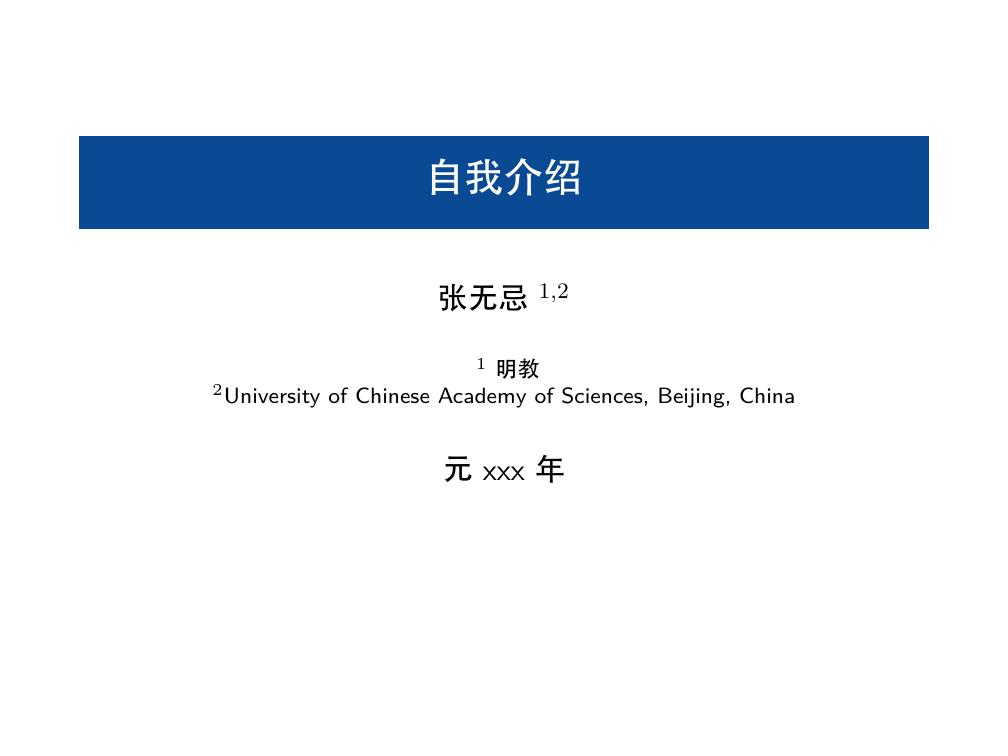 自我介绍
张无忌 1,2
1 明教
2University of Chinese Academy of Sciences, Beijing, China
元 xxx 年